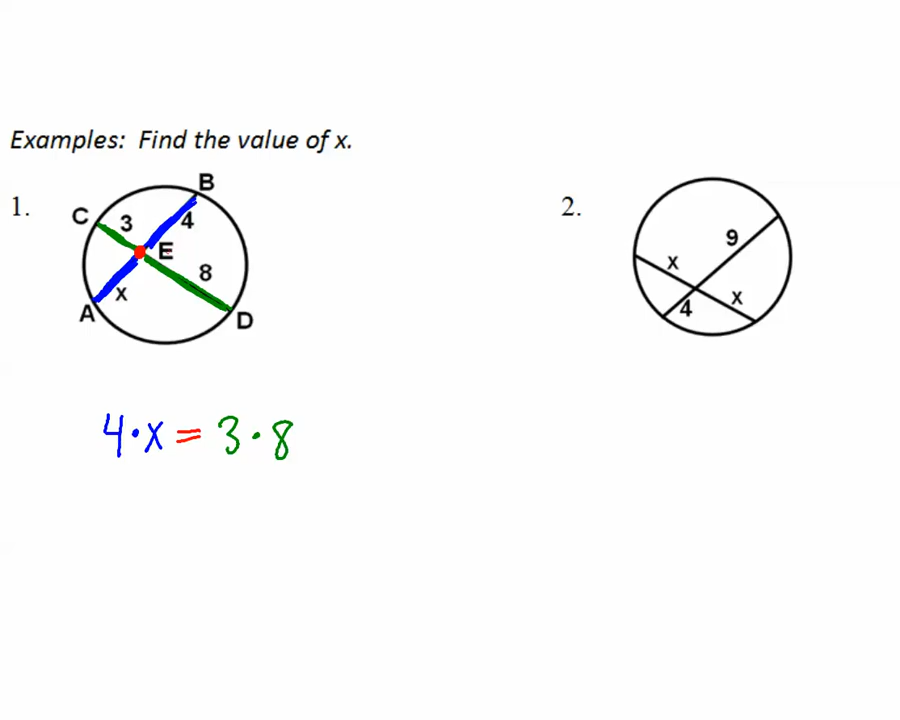 Examples: Find the value of x.
1.
B
C
3
4
E
8
x
A
D
2.
9
x
x
4
4·x = 3·8